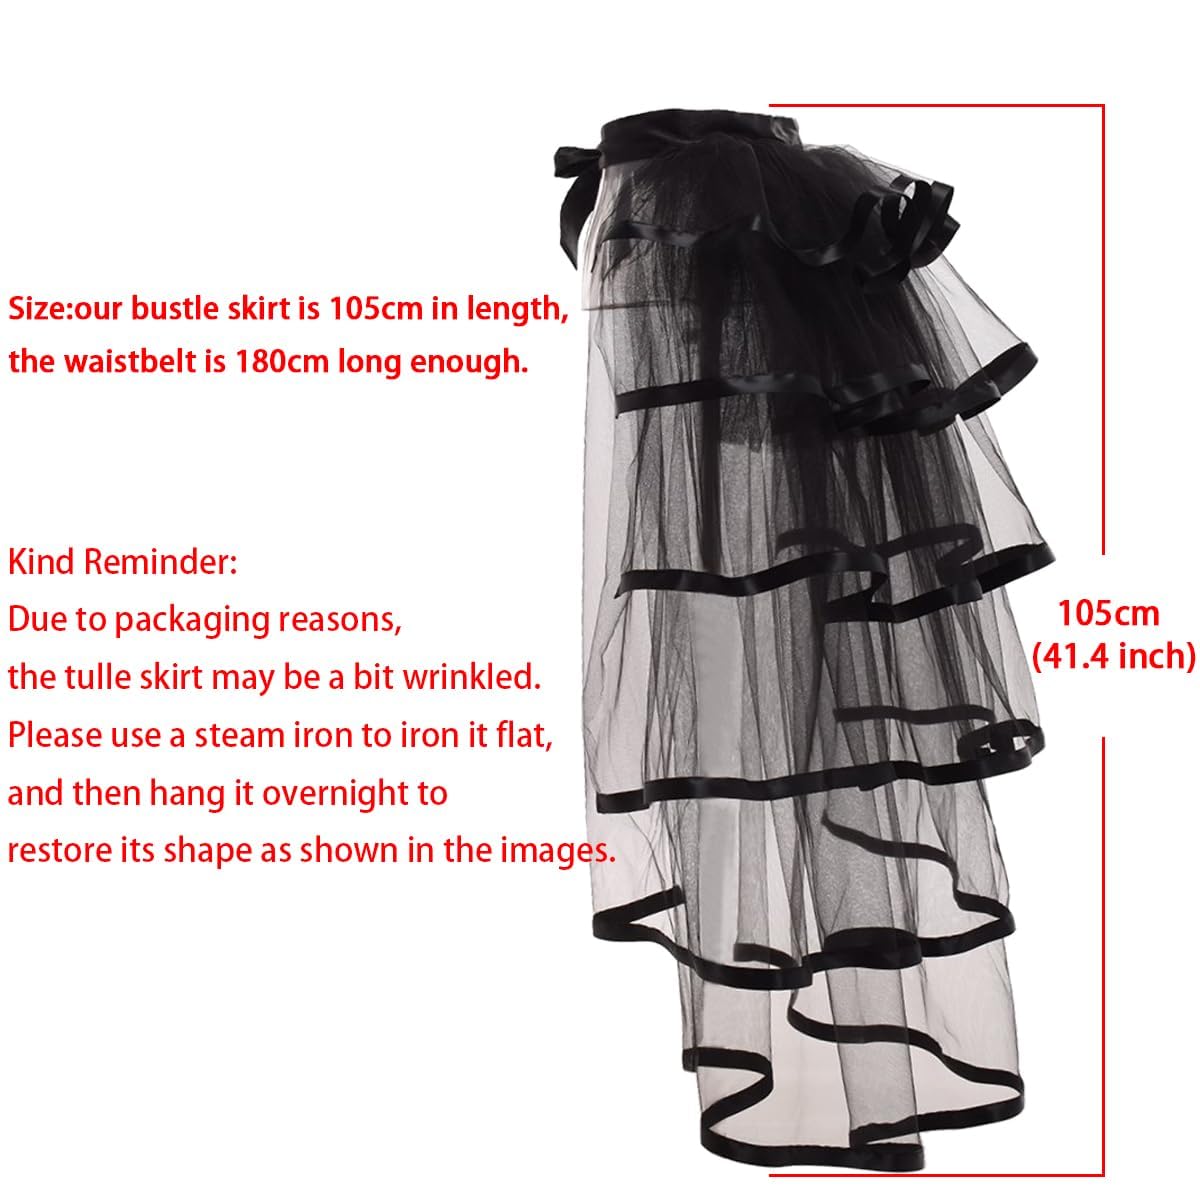 Size:our bustle skirt is 105cm in length,
the waistbelt is 180cm long enough.
Kind Reminder:
Due to packaging reasons,
the tulle skirt may be a bit wrinkled.
Please use a steam iron to iron it flat,
and then hang it overnight to
restore its shape as shown in the images.
105cm
(41.4 inch)